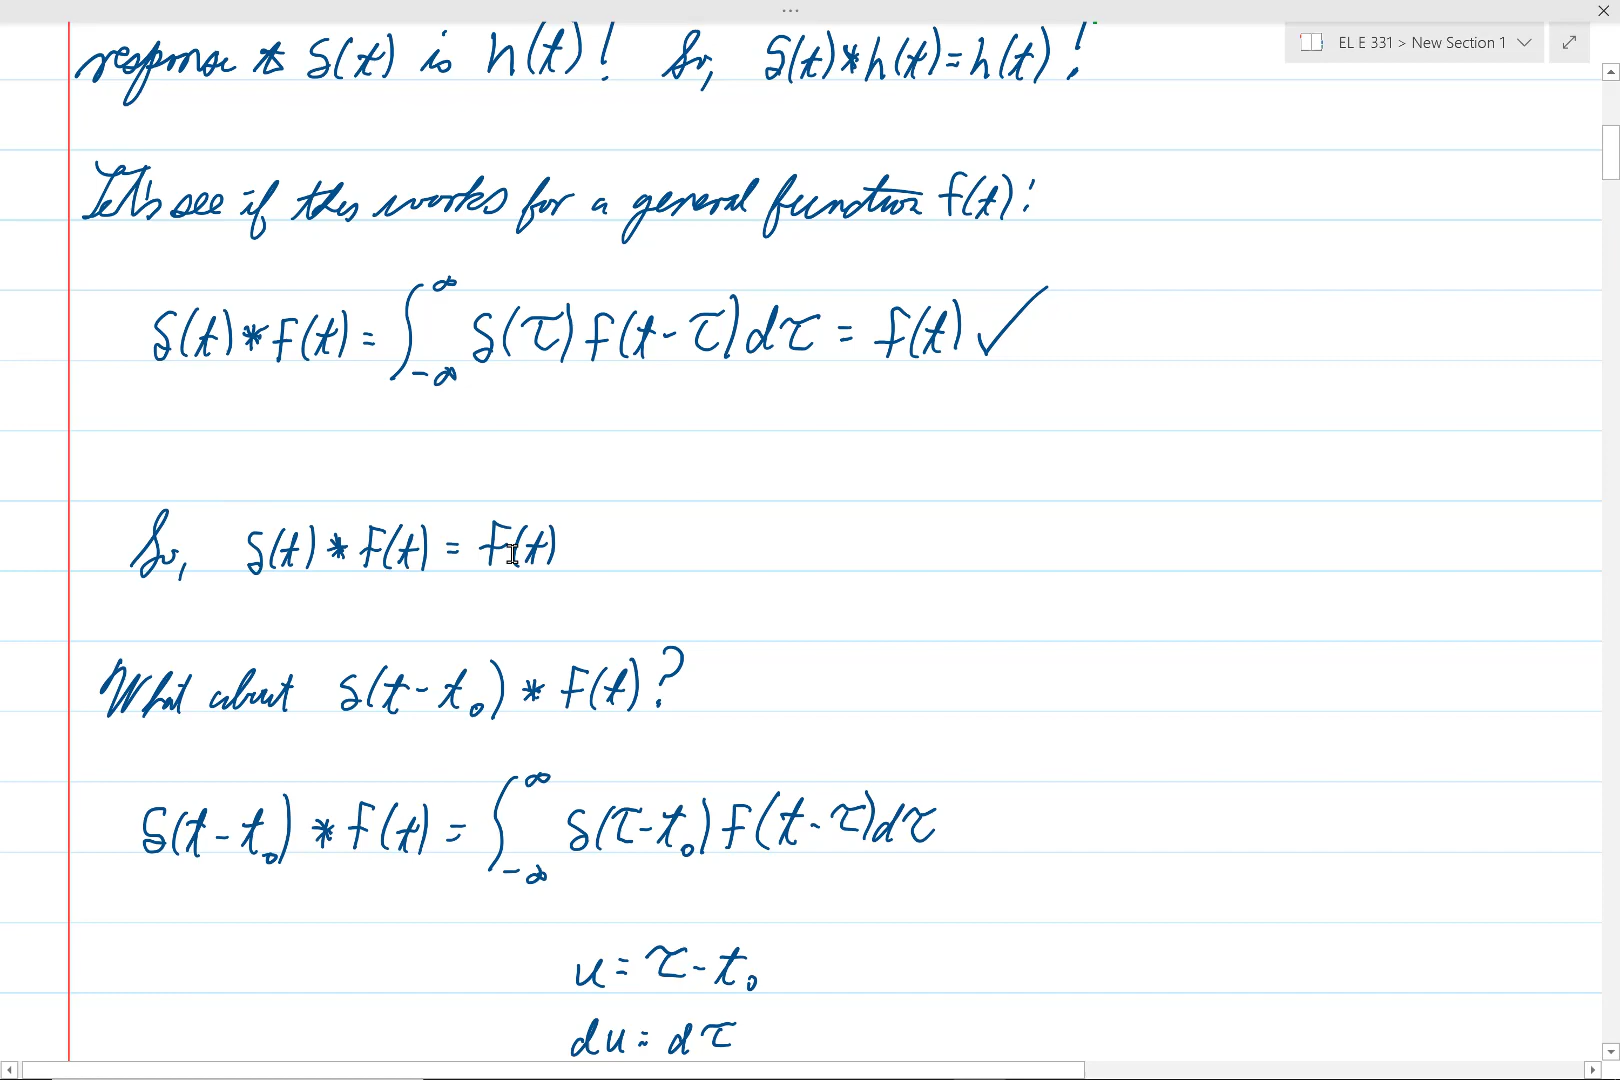 ...
EL E 331 > New Section 1
response to δ(t) is h(t)! So, δ(t)*h(t)=h(t)!
Let's see if this works for a general function f(t):
δ(t)*f(t) = ∫_{-∞}^{∞} δ(τ) f(t-τ) dτ = f(t) ✓
So, δ(t)*f(t) = f(t)
What about δ(t-t₀) * f(t)?
δ(t-t₀) * f(t) = ∫_{-∞}^{∞} δ(τ-t₀) f(t-τ) dτ
u = τ-t₀
du = dτ